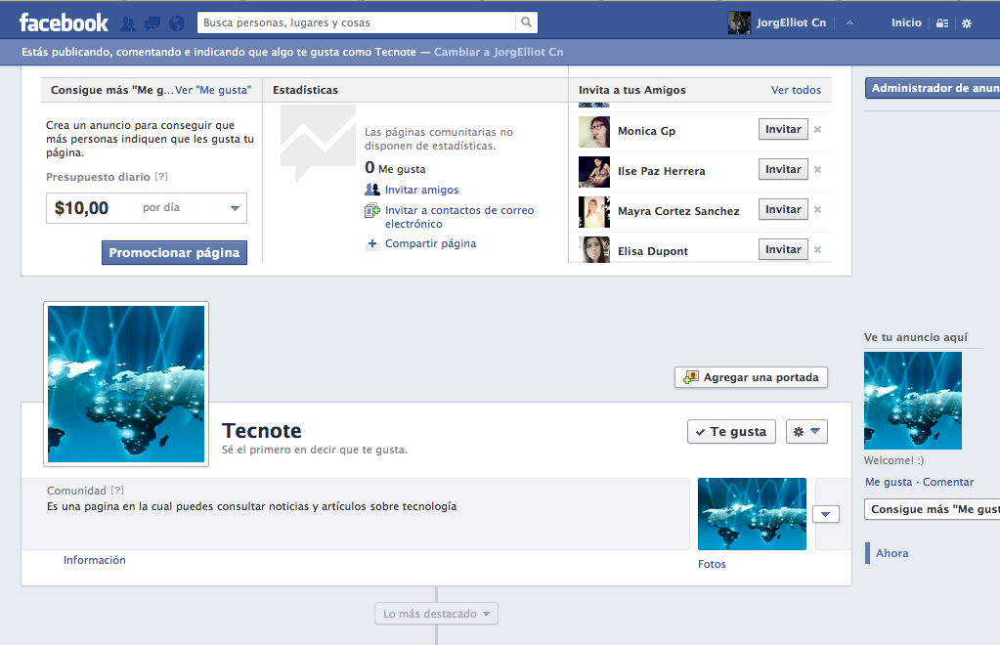 facebook
Busca personas, lugares y cosas
JorgElliot Cn
Inicio
Estás publicando, comentando e indicando que algo te gusta como Tecnote — Cambiar a JorgElliot Cn
Consigue más "Me g... Ver "Me gusta"
Crea un anuncio para conseguir que
más personas indiquen que les gusta tu
página.
Presupuesto diario [?]
$10,00 por día
Promocionar página
Estadísticas
Las páginas comunitarias no
disponen de estadísticas.
0 Me gusta
Invitar amigos
Invitar a contactos de correo
electrónico
Compartir página
Invita a tus Amigos Ver todos
Monica Gp Invitar
Ilse Paz Herrera Invitar
Mayra Cortez Sanchez Invitar
Elisa Dupont Invitar
Administrador de anun
Agregar una portada
Tecnote
Sé el primero en decir que te gusta.
Te gusta
Comunidad [?]
Es una pagina en la cual puedes consultar noticias y artículos sobre tecnología
Información
Fotos
Lo más destacado
Ve tu anuncio aquí
Welcome! :)
Me gusta · Comentar
Consigue más "Me gust
Ahora